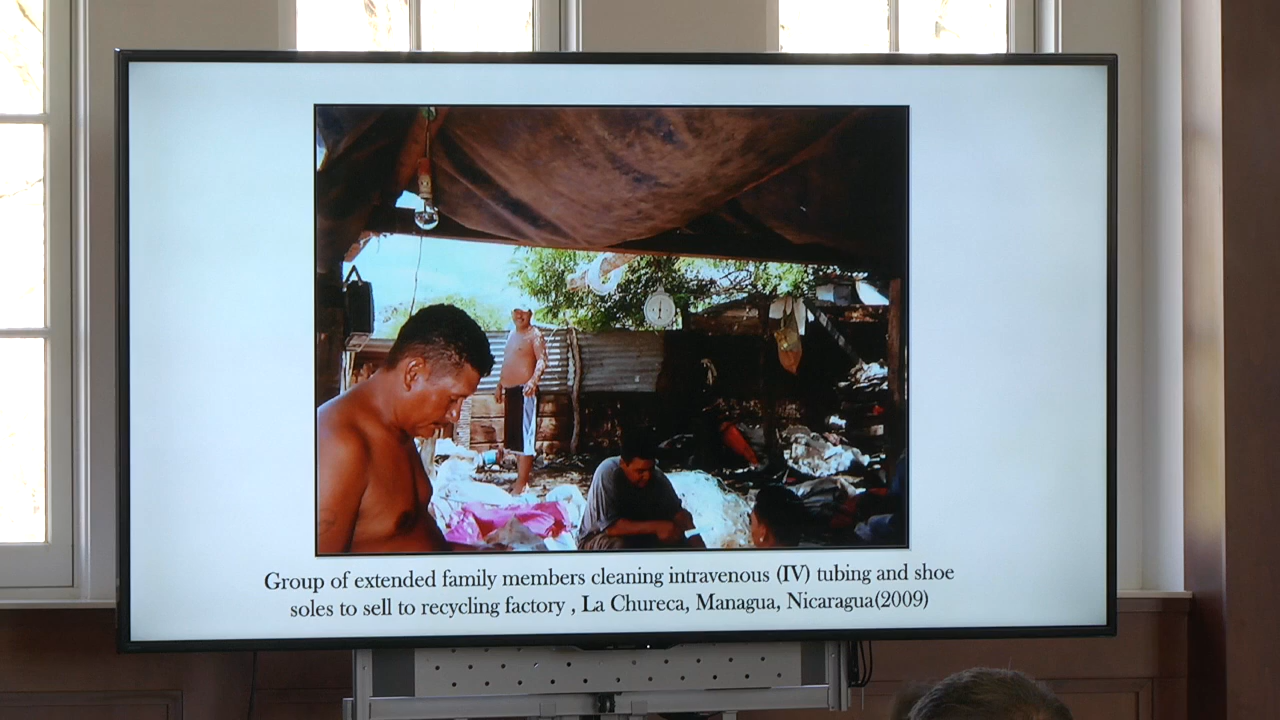 Group of extended family members cleaning intravenous (IV) tubing and shoe
soles to sell to recycling factory , La Chureca, Managua, Nicaragua(2009)